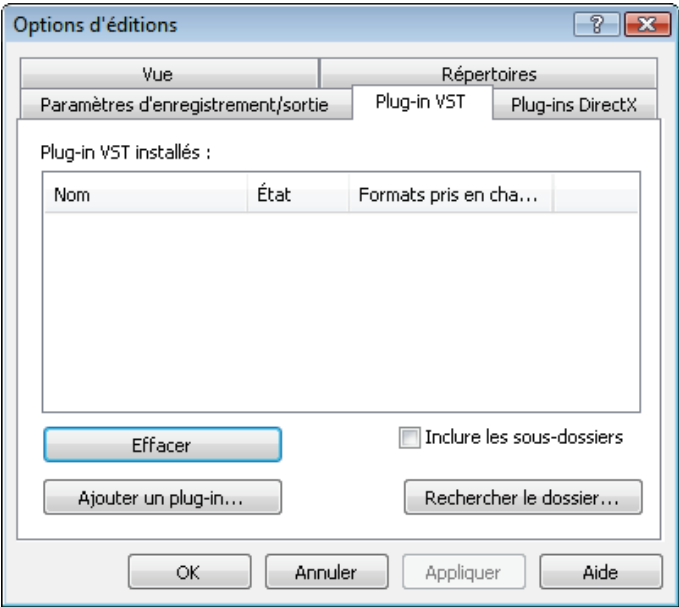 Options d'éditions
Vue Répertoires
Paramètres d'enregistrement/sortie Plug-in VST Plug-ins DirectX
Plug-in VST installés :
Nom État Formats pris en cha...
Effacer Inclure les sous-dossiers
Ajouter un plug-in... Rechercher le dossier...
OK Annuler Appliquer Aide